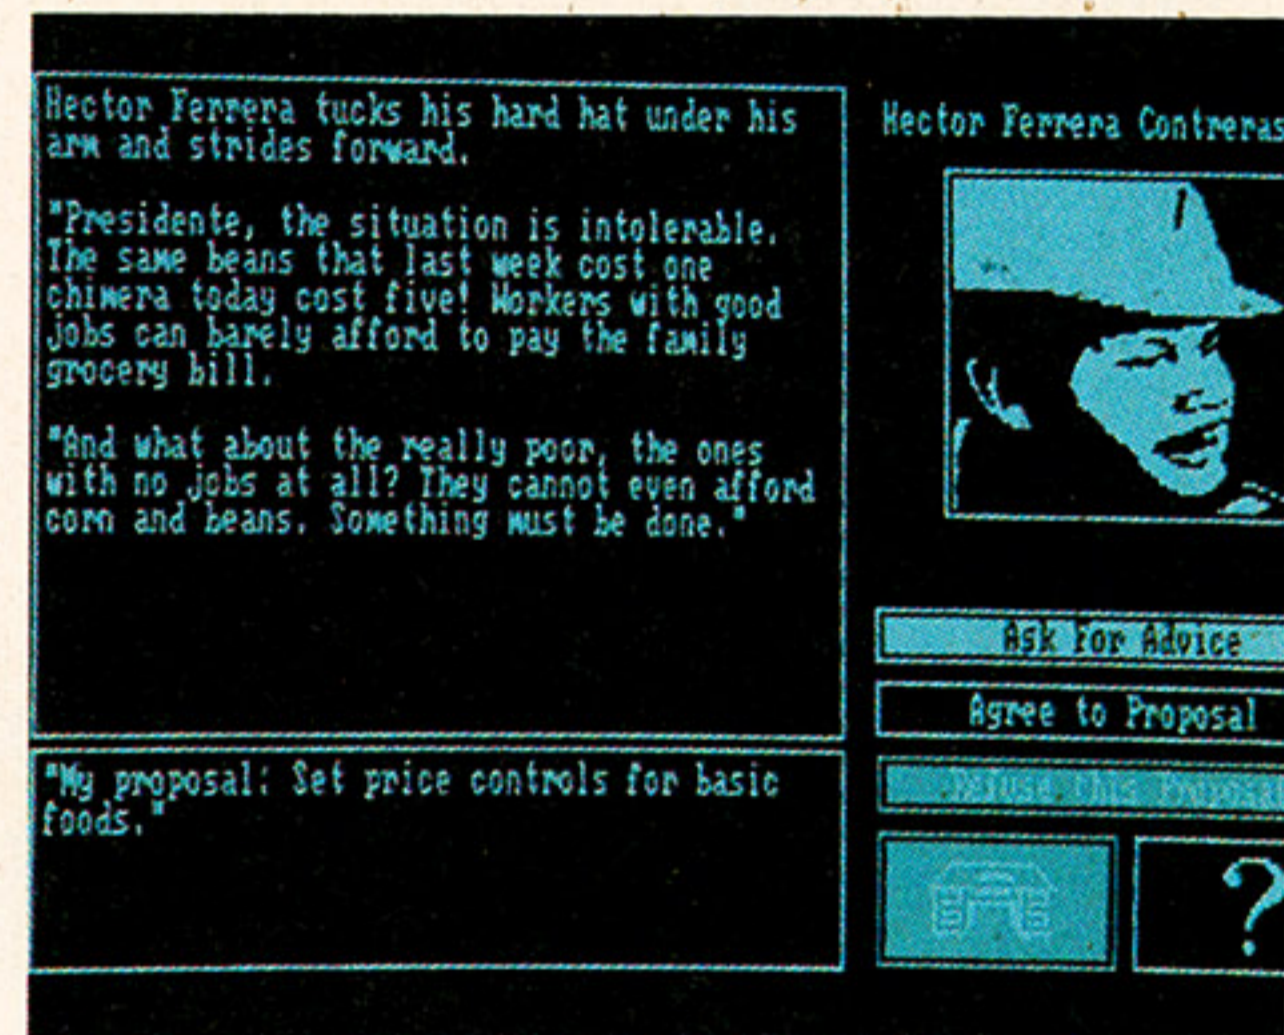 Hector Ferrera tucks his hard hat under his
arm and strides forward.
"Presidente, the situation is intolerable.
The same beans that last week cost one
chimera today cost five! Workers with good
jobs can barely afford to pay the family
grocery bill.
"And what about the really poor, the ones
with no jobs at all? They cannot even afford
corn and beans. Something must be done."
"My proposal: Set price controls for basic
foods."
Hector Ferrera Contreras
Ask For Advice
Agree to Proposal
Refuse this Proposal
?